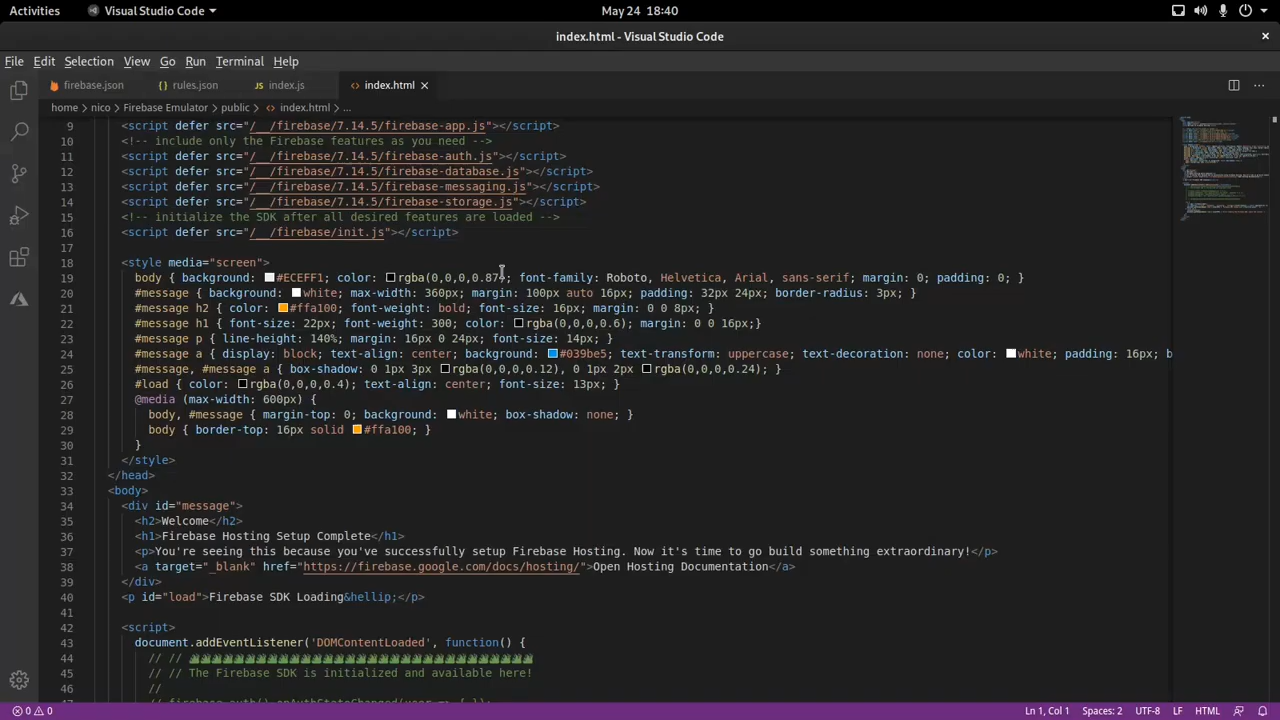 Activities Visual Studio Code May 24 18:40
index.html - Visual Studio Code
File Edit Selection View Go Run Terminal Help
firebase.json rules.json JS index.js index.html
home > nico > Firebase Emulator > public > index.html > ...
9 <script defer src="/__/firebase/7.14.5/firebase-app.js"></script>
10 <!-- include only the Firebase features as you need -->
11 <script defer src="/__/firebase/7.14.5/firebase-auth.js"></script>
12 <script defer src="/__/firebase/7.14.5/firebase-database.js"></script>
13 <script defer src="/__/firebase/7.14.5/firebase-messaging.js"></script>
14 <script defer src="/__/firebase/7.14.5/firebase-storage.js"></script>
15 <!-- initialize the SDK after all desired features are loaded -->
16 <script defer src="/__/firebase/init.js"></script>
17
18 <style media="screen">
19 body { background: #ECEFF1; color: rgba(0,0,0,0.87); font-family: Roboto, Helvetica, Arial, sans-serif; margin: 0; padding: 0; }
20 #message { background: white; max-width: 360px; margin: 100px auto 16px; padding: 32px 24px; border-radius: 3px; }
21 #message h2 { color: #ffa100; font-weight: bold; font-size: 16px; margin: 0 0 8px; }
22 #message h1 { font-size: 22px; font-weight: 300; color: rgba(0,0,0,0.6); margin: 0 0 16px;}
23 #message p { line-height: 140%; margin: 16px 0 24px; font-size: 14px; }
24 #message a { display: block; text-align: center; background: #039be5; text-transform: uppercase; text-decoration: none; color: white; padding: 16px; b
25 #message, #message a { box-shadow: 0 1px 3px rgba(0,0,0,0.12), 0 1px 2px rgba(0,0,0,0.24); }
26 #load { color: rgba(0,0,0,0.4); text-align: center; font-size: 13px; }
27 @media (max-width: 600px) {
28 body, #message { margin-top: 0; background: white; box-shadow: none; }
29 body { border-top: 16px solid #ffa100; }
30 }
31 </style>
32 </head>
33 <body>
34 <div id="message">
35 <h2>Welcome</h2>
36 <h1>Firebase Hosting Setup Complete</h1>
37 <p>You're seeing this because you've successfully setup Firebase Hosting. Now it's time to go build something extraordinary!</p>
38 <a target="_blank" href="https://firebase.google.com/docs/hosting/">Open Hosting Documentation</a>
39 </div>
40 <p id="load">Firebase SDK Loading&hellip;</p>
41
42 <script>
43 document.addEventListener('DOMContentLoaded', function() {
44 // //
45 // // The Firebase SDK is initialized and available here!
46 //
47 // firebase.auth().onAuthStateChanged(user => { });
0 0 Ln 1, Col 1 Spaces: 2 UTF-8 LF HTML